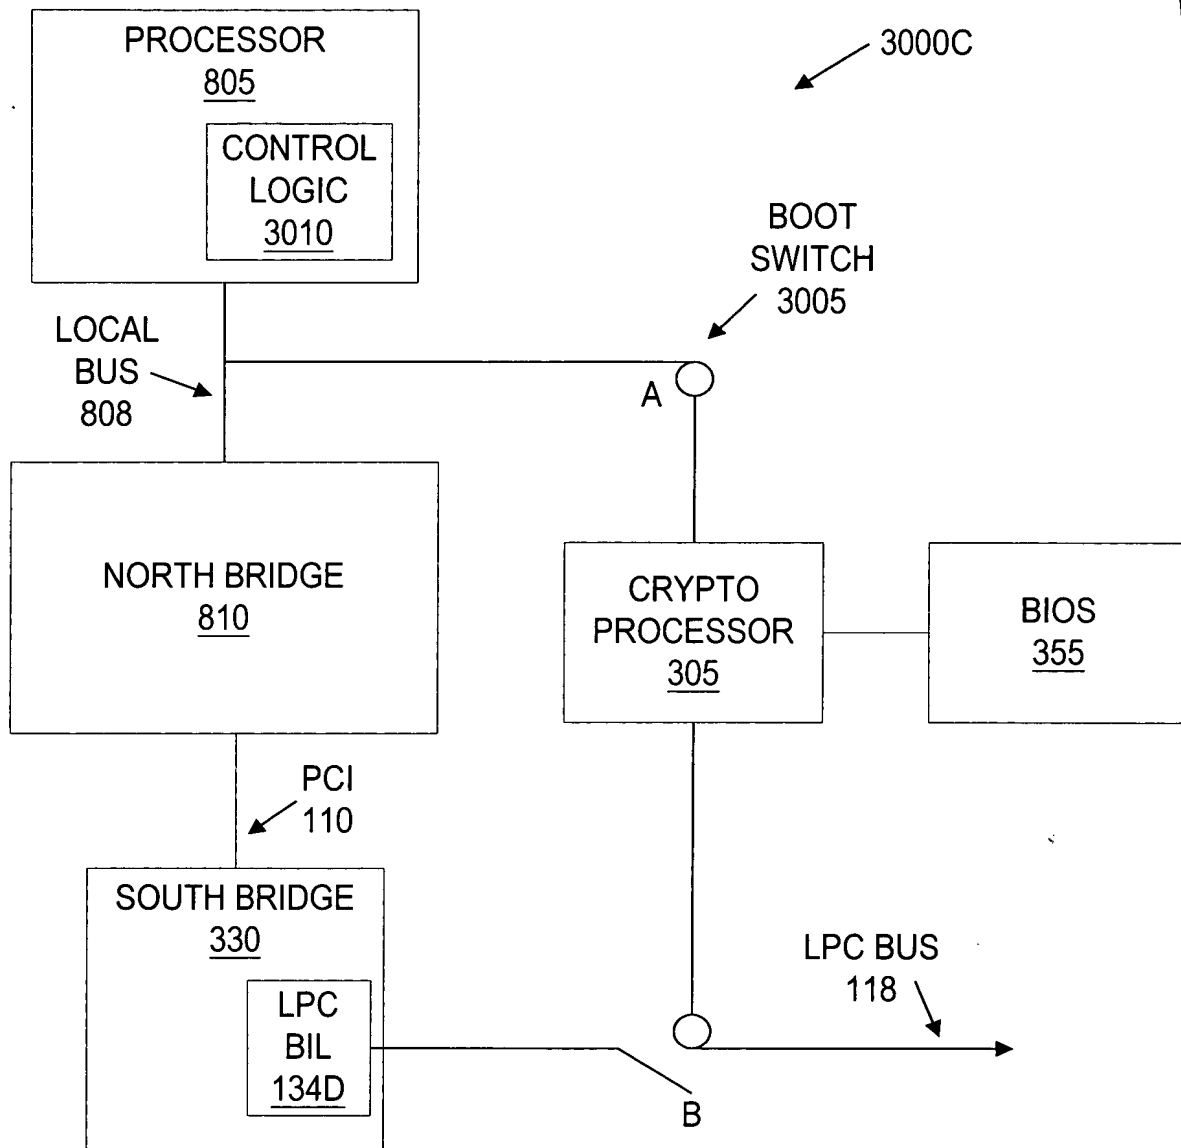 PROCESSOR
805
CONTROL
LOGIC
3010
3000C
BOOT
SWITCH
3005
LOCAL
BUS
808
A
NORTH BRIDGE
810
CRYPTO
PROCESSOR
305
BIOS
355
PCI
110
SOUTH BRIDGE
330
LPC
BIL
134D
LPC BUS
118
B